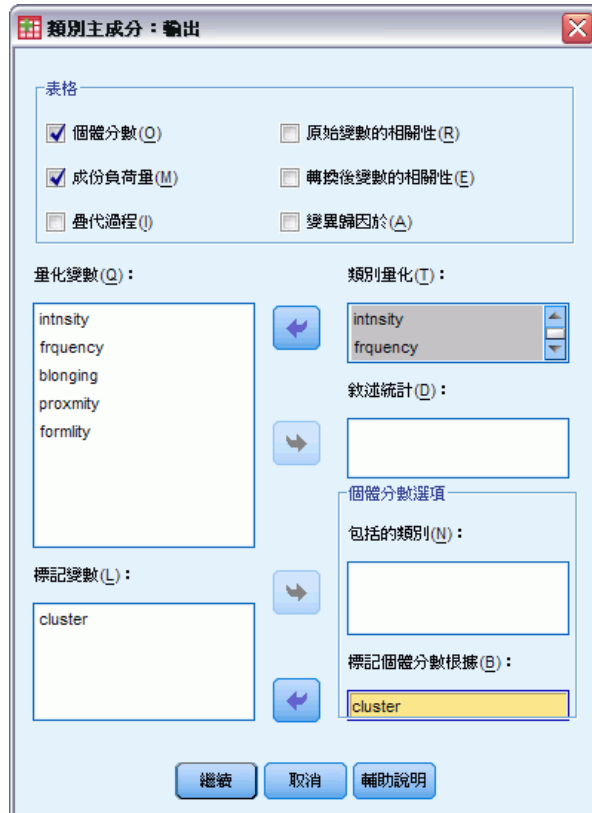 類別主成分：輸出
表格
個體分數(O)
原始變數的相關性(R)
成份負荷量(M)
轉換後變數的相關性(E)
疊代過程(I)
變異歸因於(A)
量化變數(Q)：
類別量化(T)：
intnsity
frquency
blonging
proxmity
formlity
intnsity
frquency
敘述統計(D)：
個體分數選項
包括的類別(N)：
標記變數(L)：
cluster
標記個體分數根據(B)：
cluster
繼續
取消
輔助說明